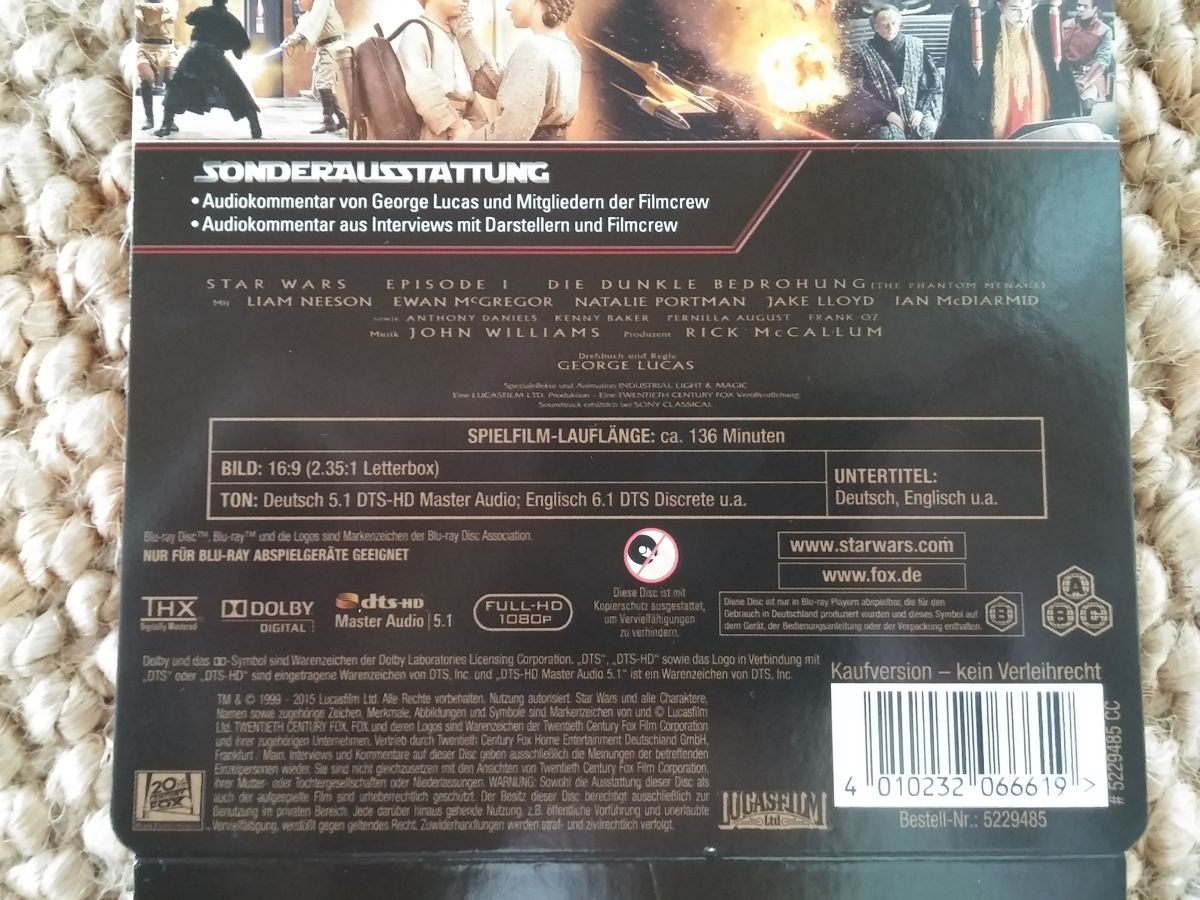 SONDERAUSSTATTUNG
• Audiokommentar von George Lucas und Mitgliedern der Filmcrew
• Audiokommentar aus Interviews mit Darstellern und Filmcrew
STAR WARS EPISODE I DIE DUNKLE BEDROHUNG (THE PHANTOM MENACE)
Mit LIAM NEESON EWAN McGREGOR NATALIE PORTMAN JAKE LLOYD IAN McDIARMID
sowie ANTHONY DANIELS KENNY BAKER PERNILLA AUGUST FRANK OZ
Musik JOHN WILLIAMS Produzent RICK McCALLUM
Drehbuch und Regie
GEORGE LUCAS
Spezialeffekte und Animation INDUSTRIAL LIGHT & MAGIC
Eine LUCASFILM LTD. Produktion – Eine TWENTIETH CENTURY FOX Veröffentlichung
Soundtrack erhältlich bei SONY CLASSICAL
SPIELFILM-LAUFLÄNGE: ca. 136 Minuten
BILD: 16:9 (2.35:1 Letterbox)
TON: Deutsch 5.1 DTS-HD Master Audio; Englisch 6.1 DTS Discrete u.a.
UNTERTITEL:
Deutsch, Englisch u.a.
Blu-ray Disc™, Blu-ray™ und die Logos sind Markenzeichen der Blu-ray Disc Association.
NUR FÜR BLU-RAY ABSPIELGERÄTE GEEIGNET
THX
Digitally Mastered
DOLBY
DIGITAL
dts-HD
Master Audio 5.1
FULL-HD
1080P
Diese Disc ist mit
Kopierschutz ausgestattet,
um Vervielfältigungen
zu verhindern.
www.starwars.com
www.fox.de
Diese Disc ist nur in Blu-ray Playern abspielbar, die für den
Gebrauch in Deutschland produziert wurden und dieses Symbol auf
dem Gerät, der Bedienungsanleitung oder der Verpackung enthalten.
B
A
B C
Dolby und das DD-Symbol sind Warenzeichen der Dolby Laboratories Licensing Corporation. „DTS“, „DTS-HD“ sowie das Logo in Verbindung mit
„DTS“ oder „DTS-HD“ sind eingetragene Warenzeichen von DTS, Inc. und „DTS-HD Master Audio 5.1“ ist ein Warenzeichen von DTS, Inc.
TM & © 1999 - 2015 Lucasfilm Ltd. Alle Rechte vorbehalten. Nutzung autorisiert. Star Wars und alle Charaktere,
Namen sowie zugehörige Zeichen, Merkmale, Abbildungen und Symbole sind Markenzeichen von und © Lucasfilm
Ltd. TWENTIETH CENTURY FOX, FOX und deren Logos sind Warenzeichen der Twentieth Century Fox Film Corporation
und ihrer zugehörigen Unternehmen. Vertrieb durch Twentieth Century Fox Home Entertainment Deutschland GmbH,
Frankfurt / Main. Interviews und Kommentare auf dieser Disc geben ausschließlich die Meinungen der betreffenden
Einzelpersonen wieder. Sie sind nicht gleichzusetzen mit den Ansichten von Twentieth Century Fox Film Corporation,
ihrer Mutter- oder Tochtergesellschaften oder Niederlassungen. WARNUNG: Sowohl die Ausstattung dieser Disc als
auch der aufgespielte Film sind urheberrechtlich geschützt. Der Besitz dieser Disc berechtigt ausschließlich zur
Benutzung im privaten Bereich. Jede darüber hinaus gehende Nutzung, z.B. öffentliche Vorführung und unerlaubte
Vervielfältigung, verstößt gegen geltendes Recht. Zuwiderhandlungen werden straf- und zivilrechtlich verfolgt.
20th
CENTURY
FOX
LUCASFILM
Ltd
Kaufversion – kein Verleihrecht
4 010232 066619 >
Bestell-Nr.: 5229485
# 5229485 CC